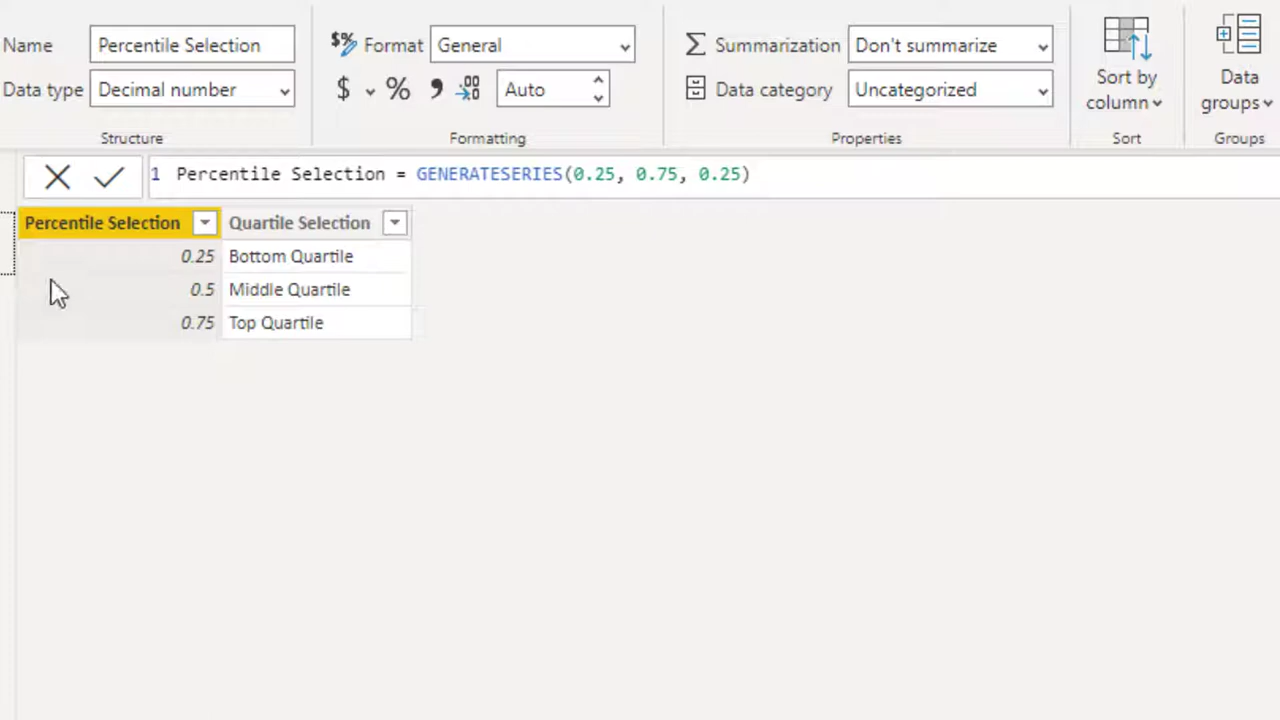 Name Percentile Selection $% Format General Σ Summarization Don't summarize
Data type Decimal number $ % , .00 Auto Data category Uncategorized
Sort by column
Data groups
Structure Formatting Properties Sort Groups
1 Percentile Selection = GENERATESERIES(0.25, 0.75, 0.25)
Percentile Selection Quartile Selection
0.25 Bottom Quartile
0.5 Middle Quartile
0.75 Top Quartile